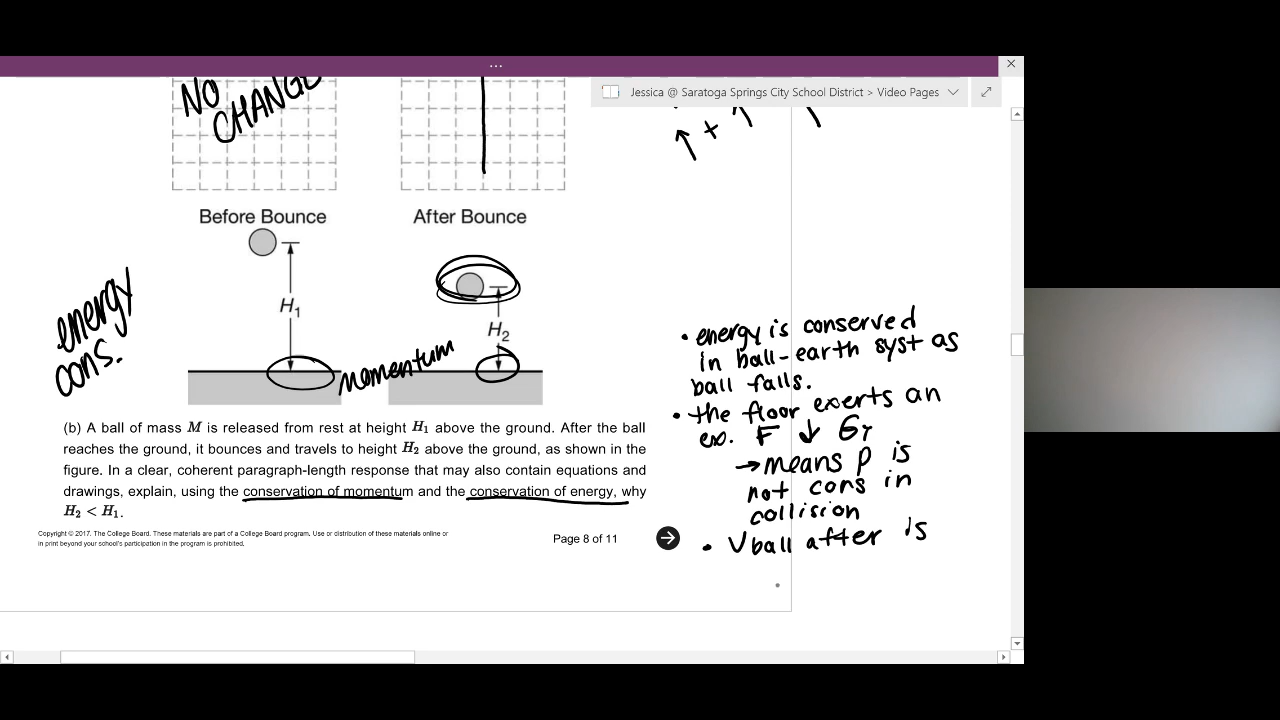 ...
Jessica @ Saratoga Springs City School District > Video Pages
NO
CHANGE
↑ +
Before Bounce
After Bounce
H₁
H₂
energy
cons.
momentum
(b) A ball of mass M is released from rest at height H₁ above the ground. After the ball
reaches the ground, it bounces and travels to height H₂ above the ground, as shown in the
figure. In a clear, coherent paragraph-length response that may also contain equations and
drawings, explain, using the conservation of momentum and the conservation of energy, why
H₂ < H₁.
Copyright © 2017. The College Board. These materials are part of a College Board program. Use or distribution of these materials online or
in print beyond your school's participation in the program is prohibited.
Page 8 of 11
• energy is conserved
in ball-earth syst as
ball falls.
• the floor exerts an
F ↓
→ means p is
not cons in
collision
• Vball after is